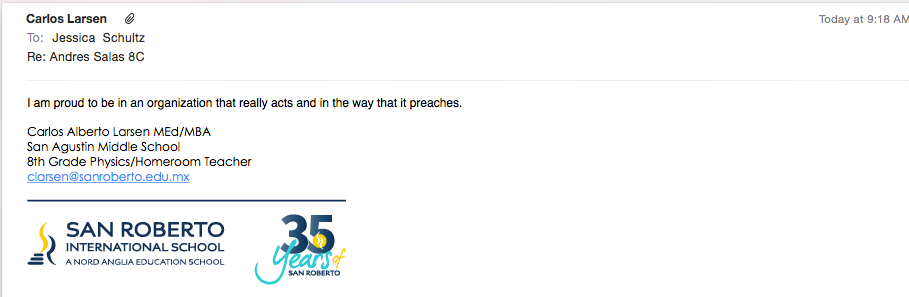 Carlos Larsen
Today at 9:18 AM
To: Jessica Schultz
Re: Andres Salas 8C
I am proud to be in an organization that really acts and in the way that it preaches.
Carlos Alberto Larsen MEd/MBA
San Agustin Middle School
8th Grade Physics/Homeroom Teacher
clarsen@sanroberto.edu.mx
SAN ROBERTO
INTERNATIONAL SCHOOL
A NORD ANGLIA EDUCATION SCHOOL
35
Years of
SAN ROBERTO